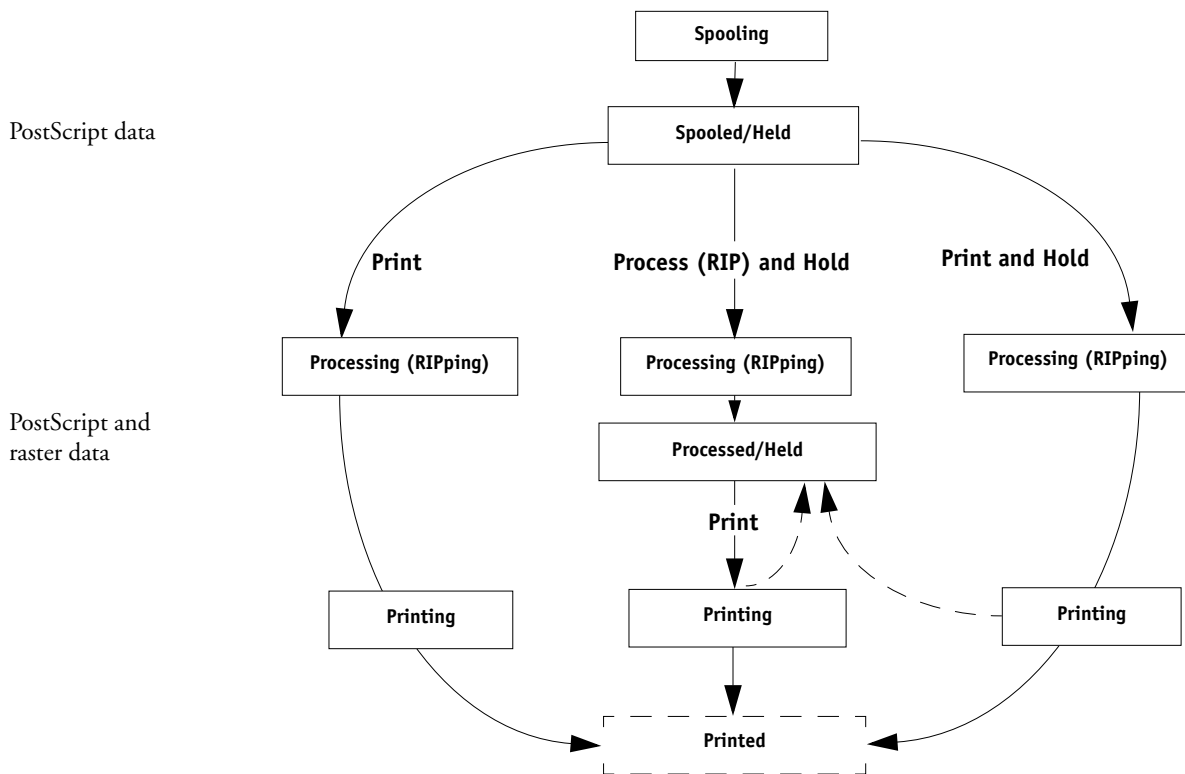 Spooling
PostScript data
Spooled/Held
Print
Process (RIP) and Hold
Print and Hold
Processing (RIPping)
Processing (RIPping)
Processing (RIPping)
PostScript and
raster data
Processed/Held
Print
Printing
Printing
Printing
Printed